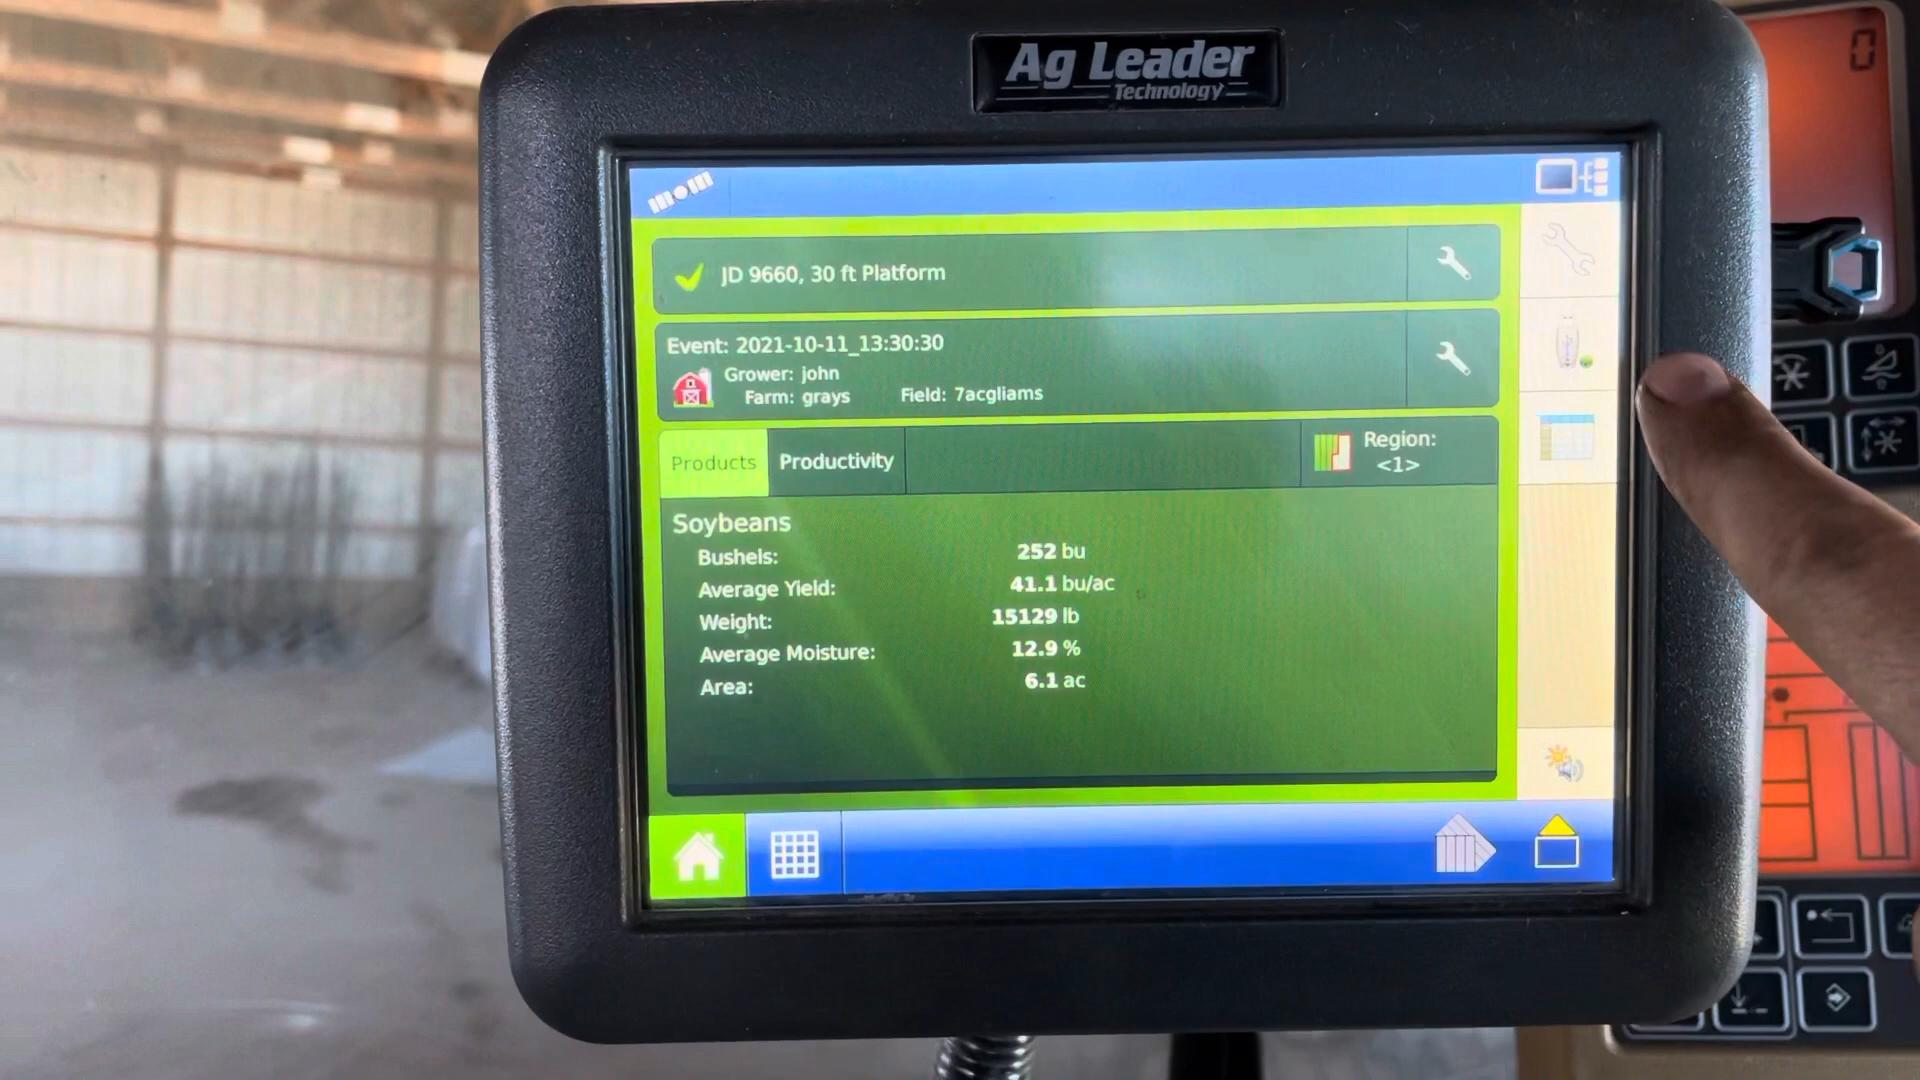 Ag Leader
Technology
0
JD 9660, 30 ft Platform
Event: 2021-10-11_13:30:30
Grower: john
Farm: grays Field: 7acgliams
Products Productivity Region:
<1>
Soybeans
Bushels: 252 bu
Average Yield: 41.1 bu/ac
Weight: 15129 lb
Average Moisture: 12.9 %
Area: 6.1 ac